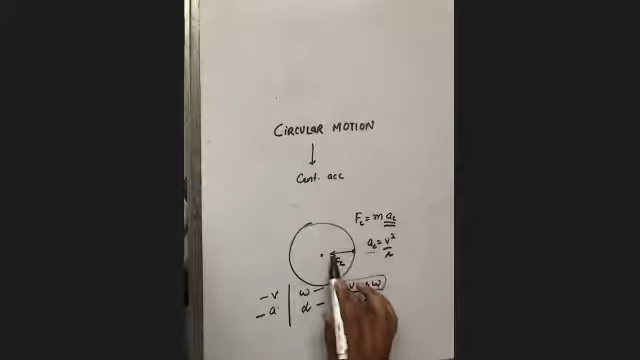 CIRCULAR MOTION
Cent. acc
Fc = m ac
ac = v²/r
Fc
– v | ω –
– a | α –